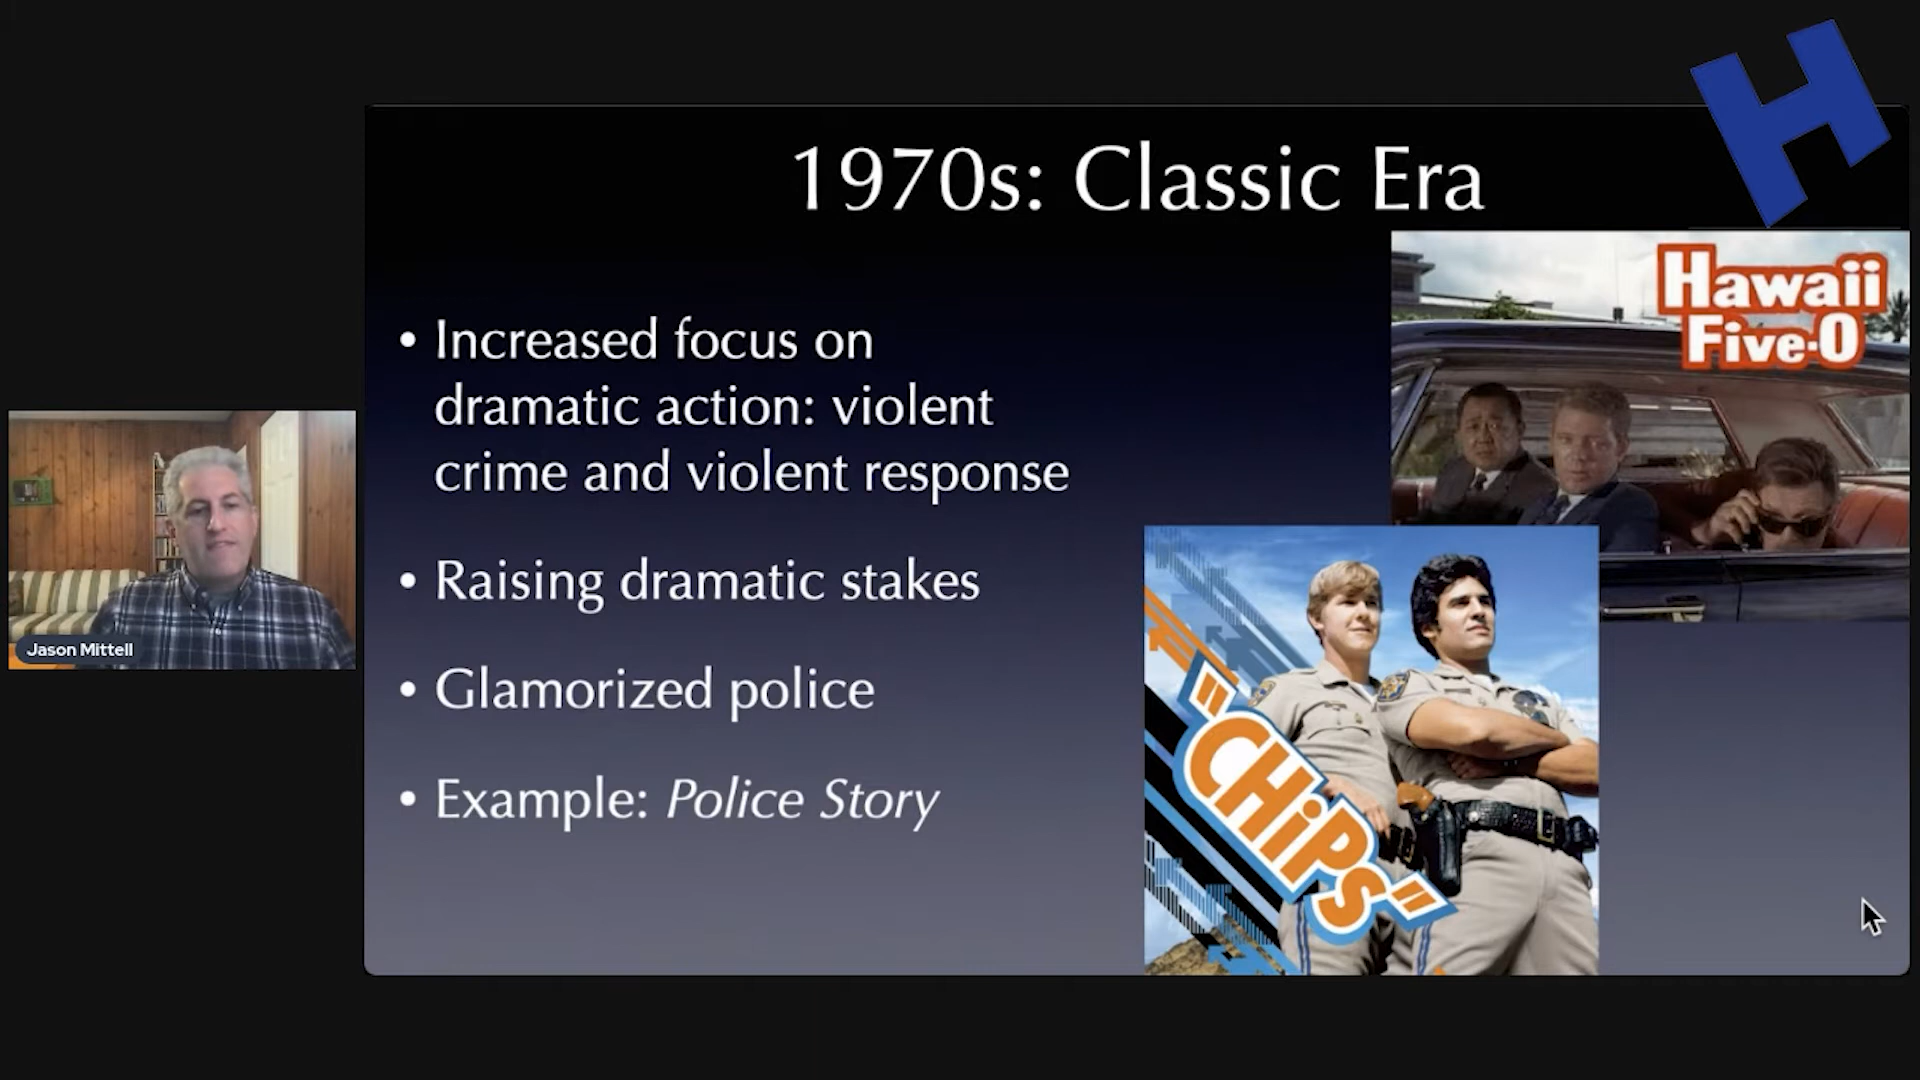 1970s: Classic Era
H
Hawaii
Five-O
• Increased focus on
dramatic action: violent
crime and violent response
• Raising dramatic stakes
• Glamorized police
• Example: Police Story
"CHiPs"
Jason Mittell